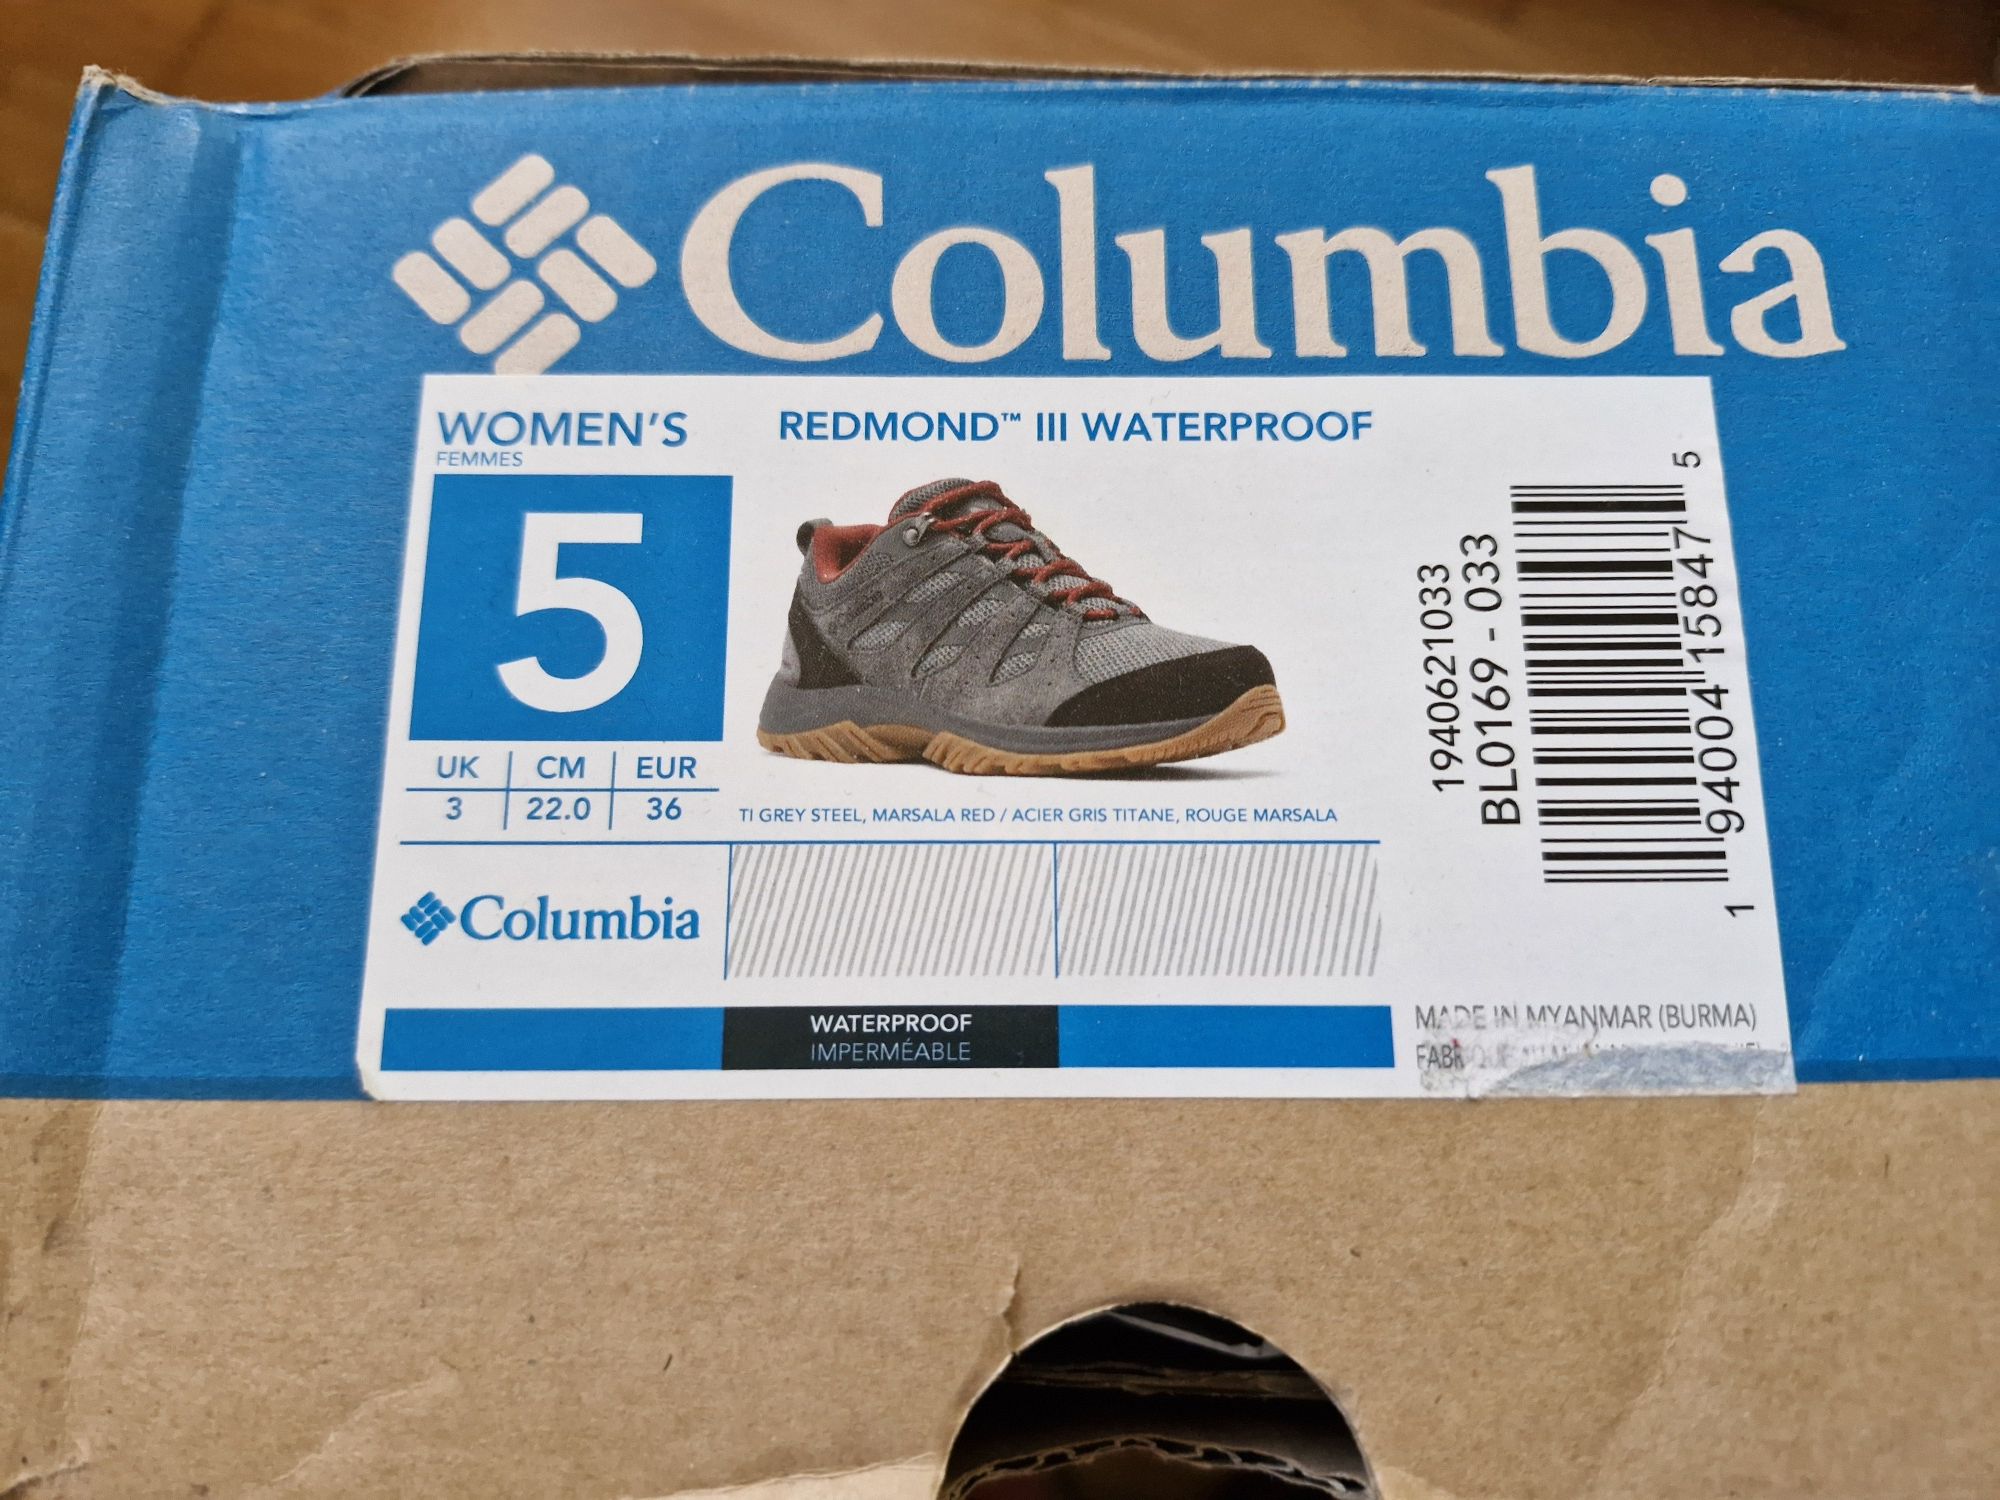 Columbia
WOMEN'S
FEMMES
REDMOND™ III WATERPROOF
5
UK CM EUR
3 22.0 36
TI GREY STEEL, MARSALA RED / ACIER GRIS TITANE, ROUGE MARSALA
1940621033
BL0169 - 033
1 94004 15847 5
Columbia
WATERPROOF
IMPERMÉABLE
MADE IN MYANMAR (BURMA)